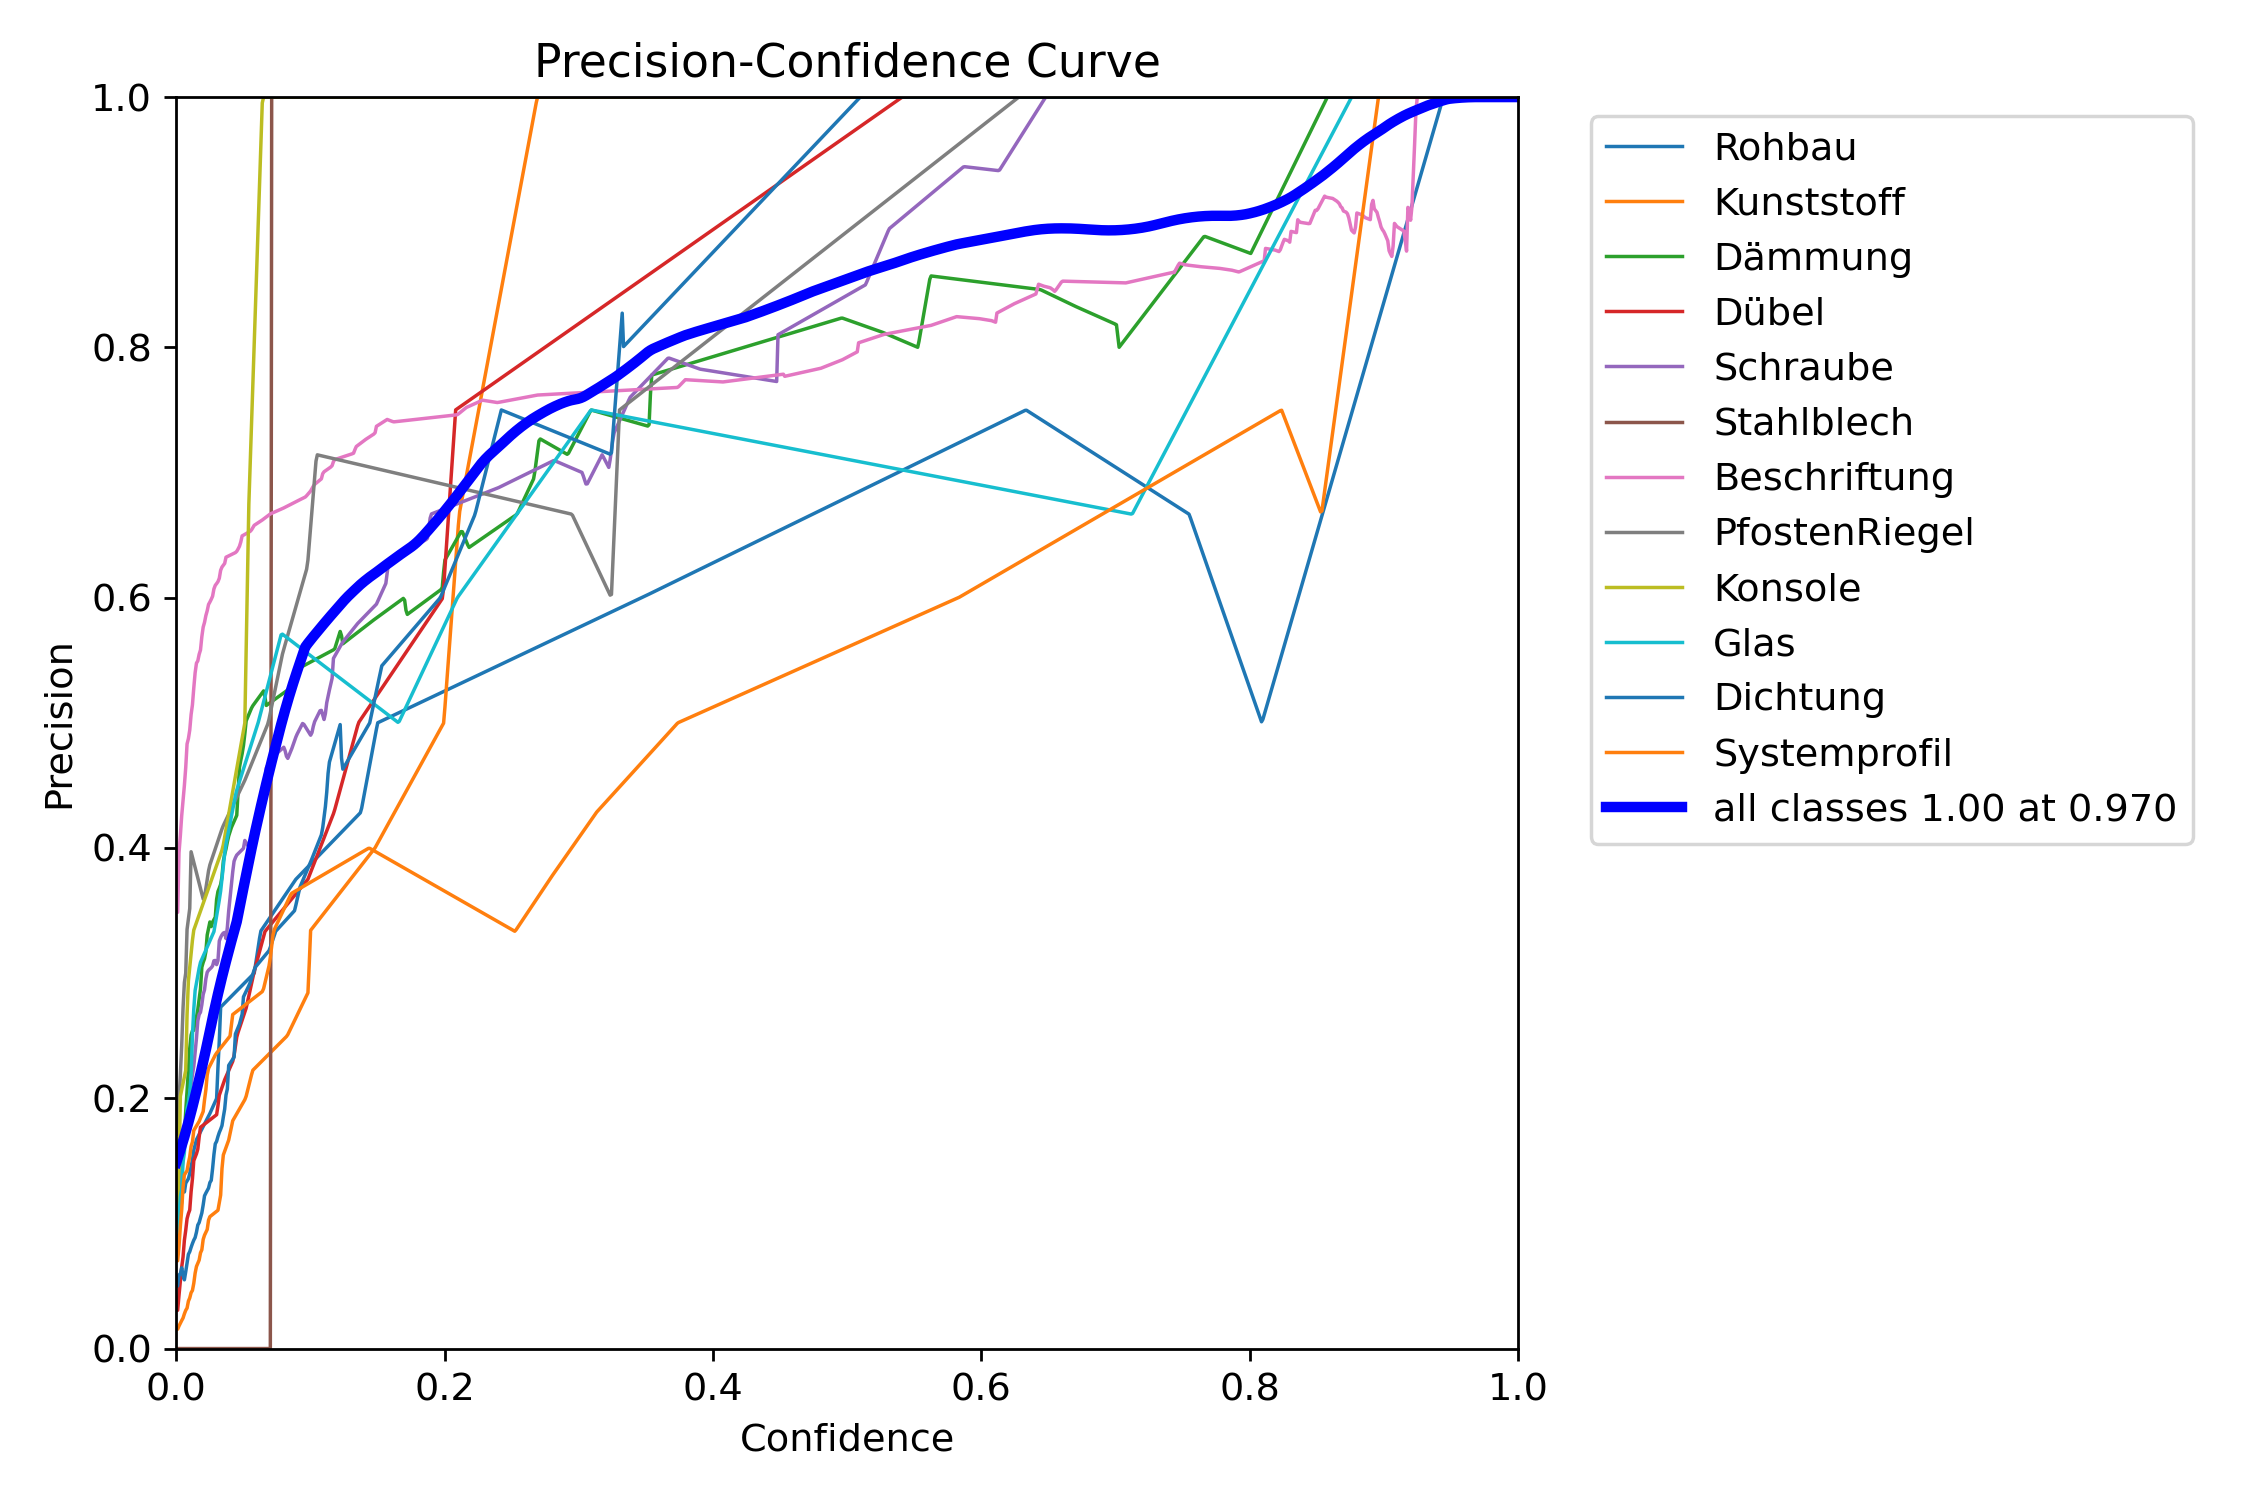 Precision-Confidence Curve
1.0
0.8
0.6
0.4
0.2
0.0
Precision
0.0 0.2 0.4 0.6 0.8 1.0
Confidence
Rohbau
Kunststoff
Dämmung
Dübel
Schraube
Stahlblech
Beschriftung
PfostenRiegel
Konsole
Glas
Dichtung
Systemprofil
all classes 1.00 at 0.970